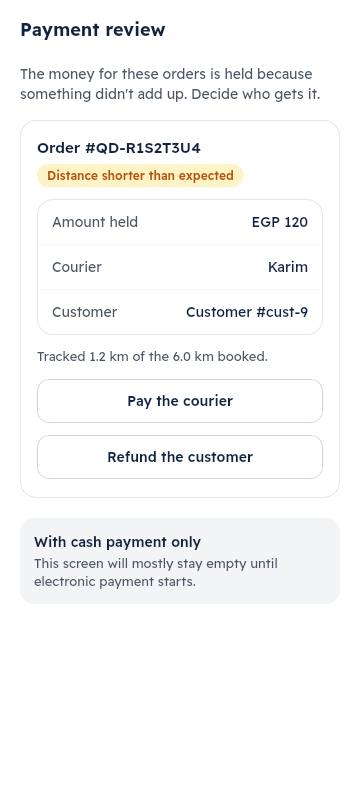 Payment review
The money for these orders is held because
something didn't add up. Decide who gets it.
Order #QD-R1S2T3U4
Distance shorter than expected
Amount held EGP 120
Courier Karim
Customer Customer #cust-9
Tracked 1.2 km of the 6.0 km booked.
Pay the courier
Refund the customer
With cash payment only
This screen will mostly stay empty until
electronic payment starts.